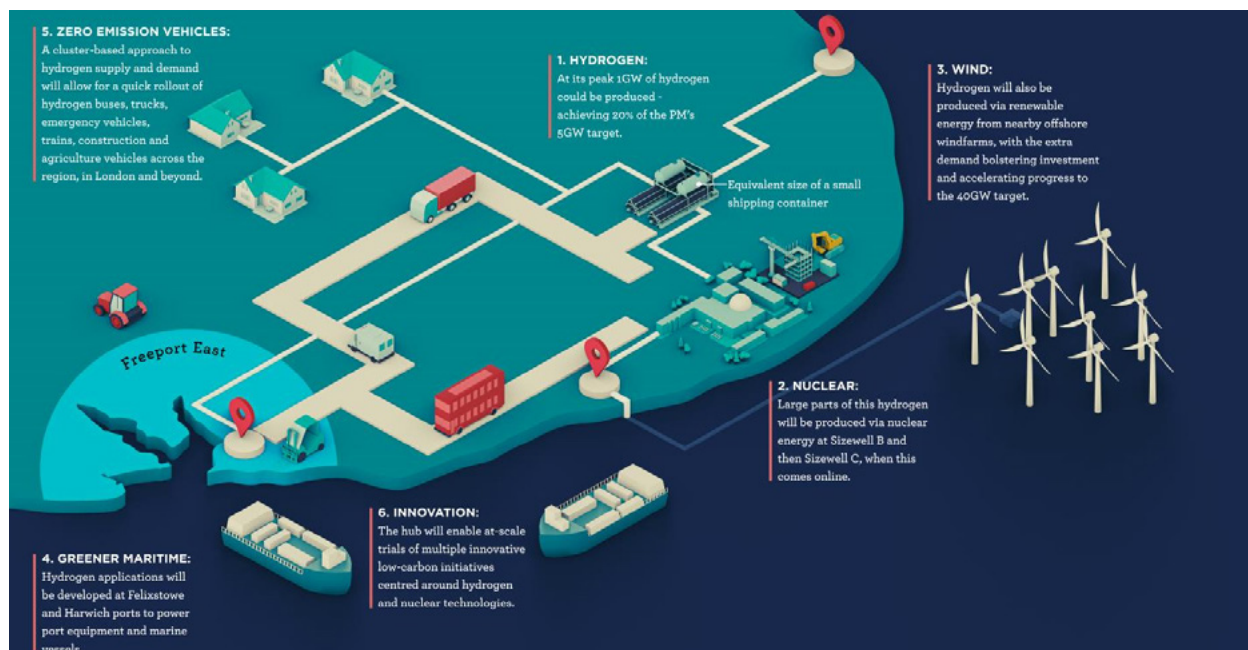 5. ZERO EMISSION VEHICLES:
A cluster-based approach to
hydrogen supply and demand
will allow for a quick rollout of
hydrogen buses, trucks,
emergency vehicles,
trains, construction and
agriculture vehicles across the
region, in London and beyond.
1. HYDROGEN:
At its peak 1GW of hydrogen
could be produced -
achieving 20% of the PM's
5GW target.
3. WIND:
Hydrogen will also be
produced via renewable
energy from nearby offshore
windfarms, with the extra
demand bolstering investment
and accelerating progress to
the 40GW target.
Equivalent size of a small
shipping container
Freeport East
2. NUCLEAR:
Large parts of this hydrogen
will be produced via nuclear
energy at Sizewell B and
then Sizewell C, when this
comes online.
6. INNOVATION:
The hub will enable at-scale
trials of multiple innovative
low-carbon initiatives
centred around hydrogen
and nuclear technologies.
4. GREENER MARITIME:
Hydrogen applications will
be developed at Felixstowe
and Harwich ports to power
port equipment and marine
vessels